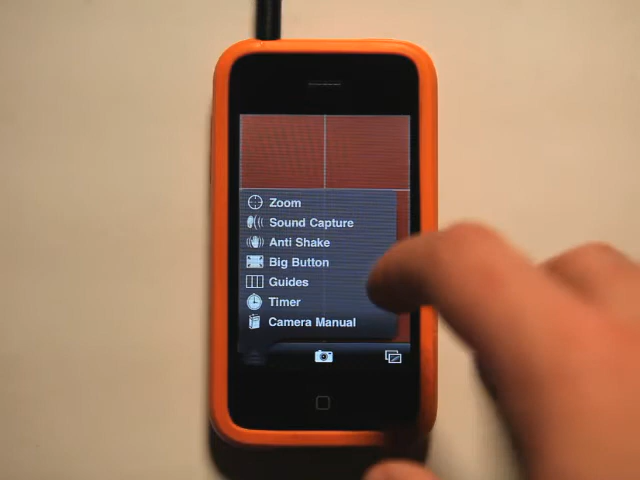 Zoom
Sound Capture
Anti Shake
Big Button
Guides
Timer
Camera Manual